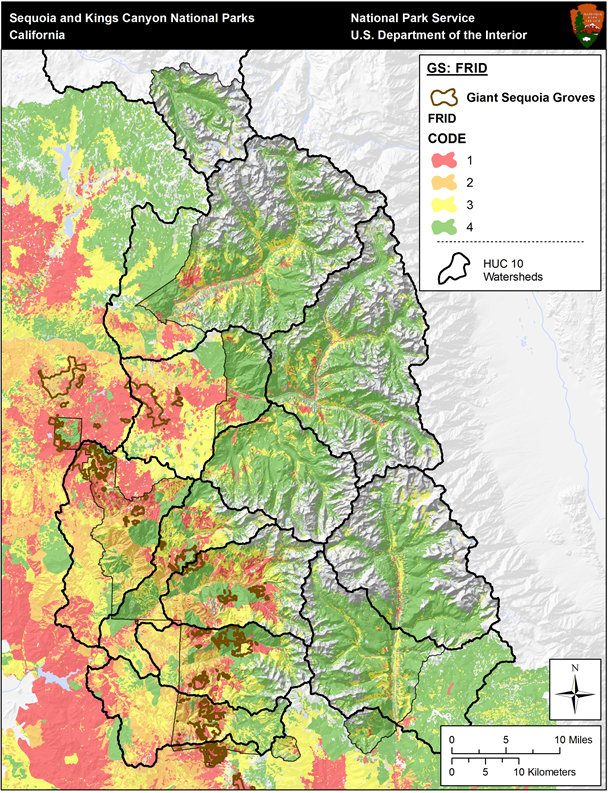 Sequoia and Kings Canyon National Parks
California
National Park Service
U.S. Department of the Interior
GS: FRID
Giant Sequoia Groves
FRID
CODE
1
2
3
4
HUC 10
Watersheds
N
0 5 10 Miles
0 5 10 Kilometers